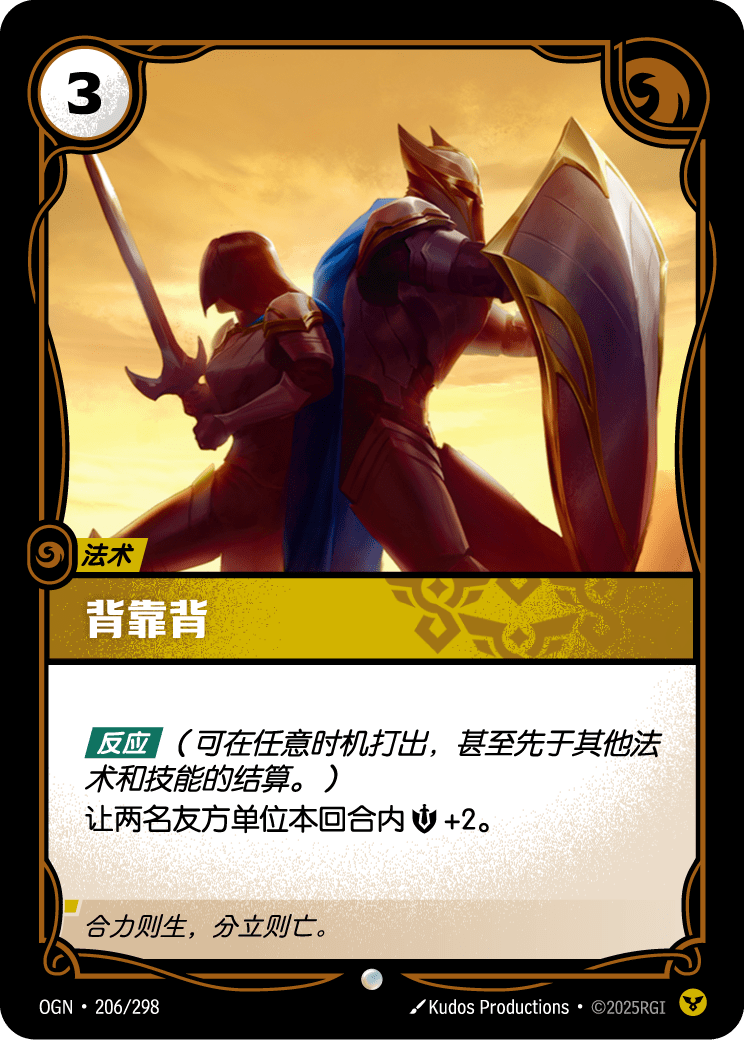 3
法术
背靠背
反应（可在任意时机打出，甚至先于其他法
术和技能的结算。）
让两名友方单位本回合内 +2。
合力则生，分立则亡。
OGN • 206/298
Kudos Productions • ©2025RGI